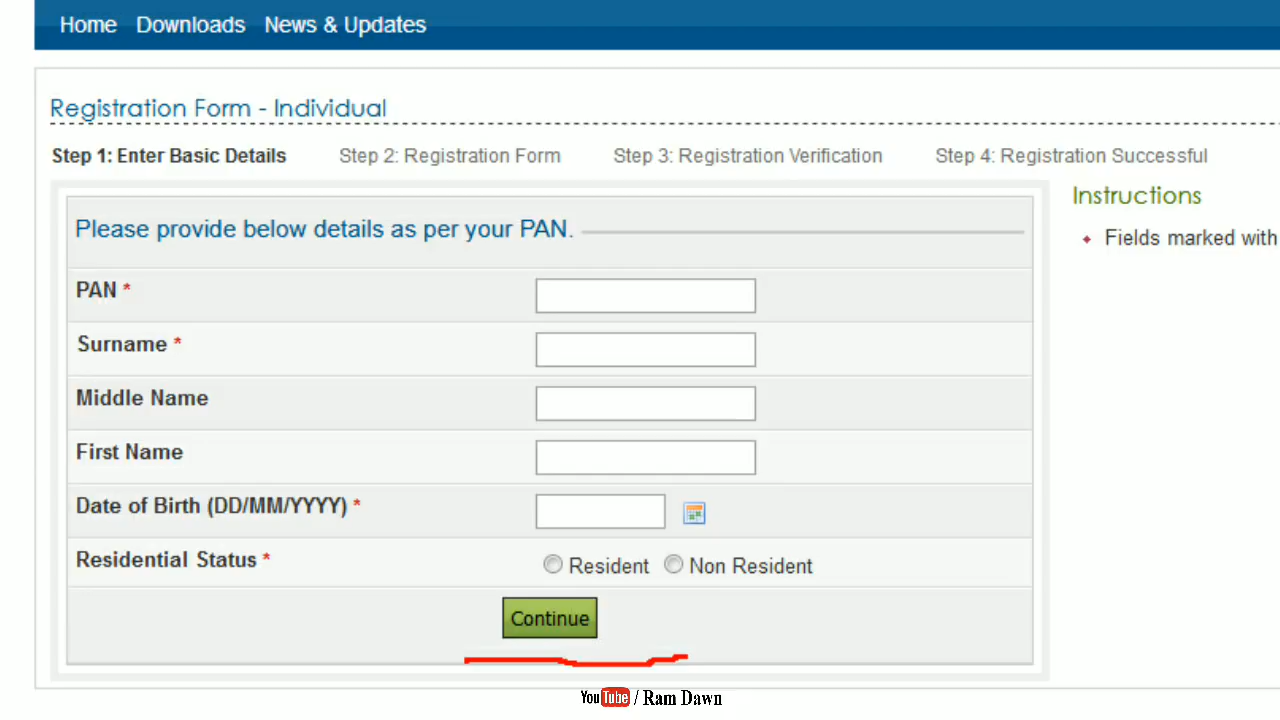 Home Downloads News & Updates
Registration Form - Individual
Step 1: Enter Basic Details Step 2: Registration Form Step 3: Registration Verification Step 4: Registration Successful
Please provide below details as per your PAN.
Instructions
Fields marked with
PAN *
Surname *
Middle Name
First Name
Date of Birth (DD/MM/YYYY) *
Residential Status * Resident Non Resident
Continue
YouTube / Ram Dawn